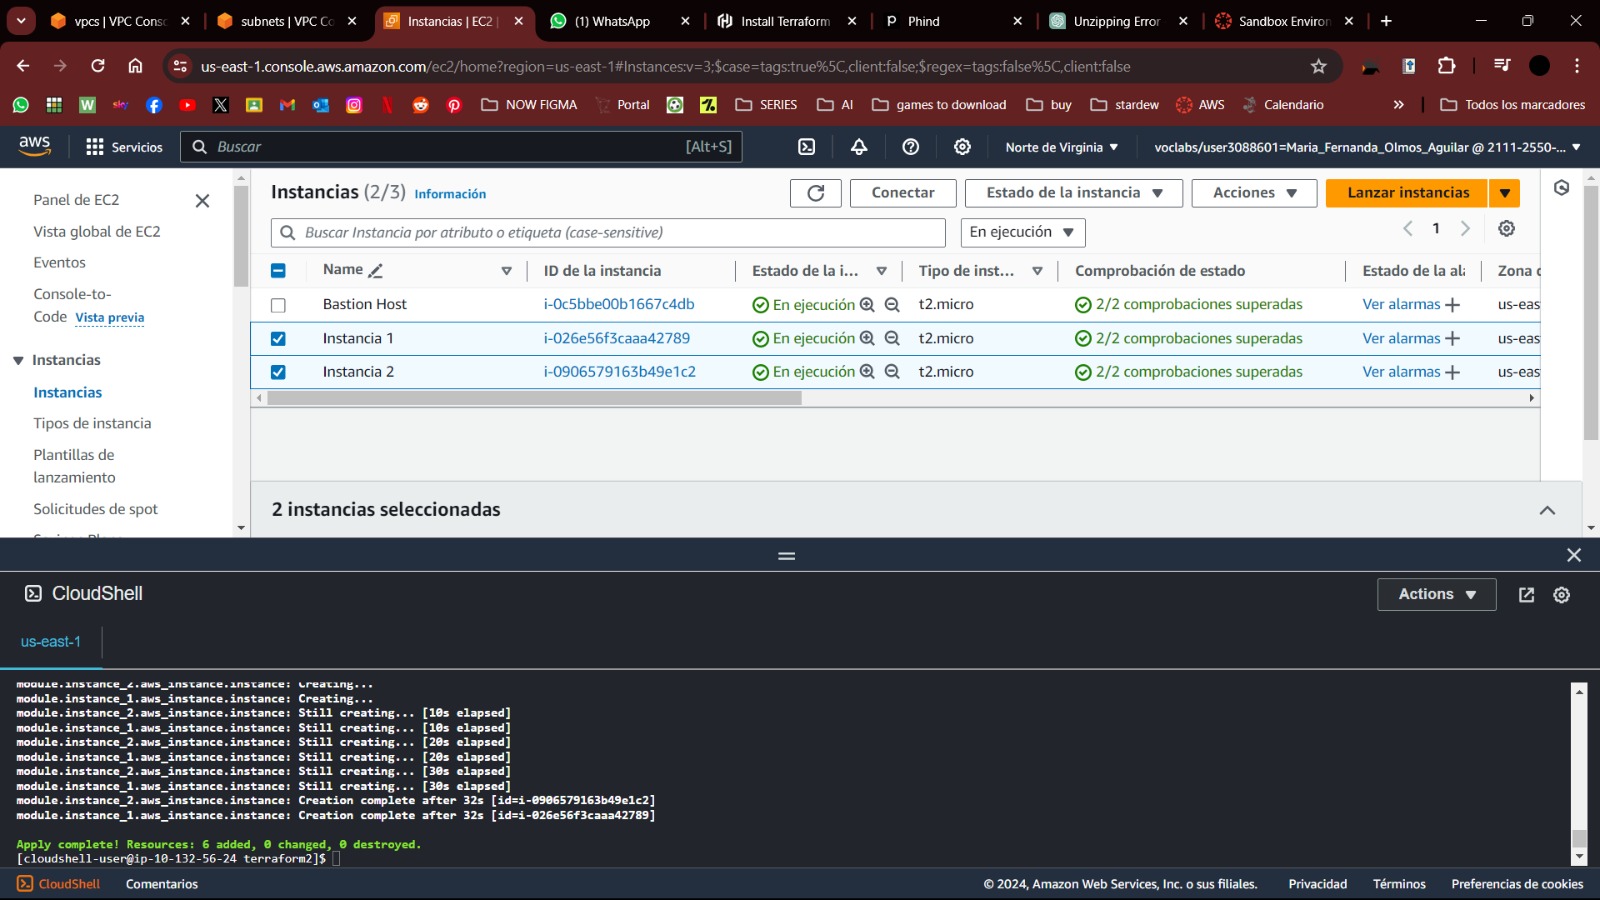 vpcs | VPC Consc
subnets | VPC Co
Instancias | EC2 |
(1) WhatsApp
Install Terraform
Phind
Unzipping Error
Sandbox Environ
us-east-1.console.aws.amazon.com/ec2/home?region=us-east-1#Instances:v=3;$case=tags:true%5C,client:false;$regex=tags:false%5C,client:false
NOW FIGMA
Portal
SERIES
AI
games to download
buy
stardew
AWS
Calendario
»
Todos los marcadores
aws
Servicios
Buscar
[Alt+S]
Norte de Virginia
voclabs/user3088601=Maria_Fernanda_Olmos_Aguilar @ 2111-2550-...
Panel de EC2
Vista global de EC2
Eventos
Console-to-
Code Vista previa
Instancias
Instancias
Tipos de instancia
Plantillas de
lanzamiento
Solicitudes de spot
Instancias (2/3) Información
Conectar
Estado de la instancia
Acciones
Lanzar instancias
Buscar Instancia por atributo o etiqueta (case-sensitive)
En ejecución
1
Name
ID de la instancia
Estado de la i...
Tipo de inst...
Comprobación de estado
Estado de la ala
Zona d
Bastion Host i-0c5bbe00b1667c4db En ejecución t2.micro 2/2 comprobaciones superadas Ver alarmas + us-eas
Instancia 1 i-026e56f3caaa42789 En ejecución t2.micro 2/2 comprobaciones superadas Ver alarmas + us-eas
Instancia 2 i-0906579163b49e1c2 En ejecución t2.micro 2/2 comprobaciones superadas Ver alarmas + us-eas
2 instancias seleccionadas
CloudShell
Actions
us-east-1
module.instance_2.aws_instance.instance: Creating...
module.instance_1.aws_instance.instance: Creating...
module.instance_2.aws_instance.instance: Still creating... [10s elapsed]
module.instance_1.aws_instance.instance: Still creating... [10s elapsed]
module.instance_2.aws_instance.instance: Still creating... [20s elapsed]
module.instance_1.aws_instance.instance: Still creating... [20s elapsed]
module.instance_2.aws_instance.instance: Still creating... [30s elapsed]
module.instance_1.aws_instance.instance: Still creating... [30s elapsed]
module.instance_2.aws_instance.instance: Creation complete after 32s [id=i-0906579163b49e1c2]
module.instance_1.aws_instance.instance: Creation complete after 32s [id=i-026e56f3caaa42789]
Apply complete! Resources: 6 added, 0 changed, 0 destroyed.
[cloudshell-user@ip-10-132-56-24 terraform2]$
CloudShell
Comentarios
© 2024, Amazon Web Services, Inc. o sus filiales.
Privacidad
Términos
Preferencias de cookies